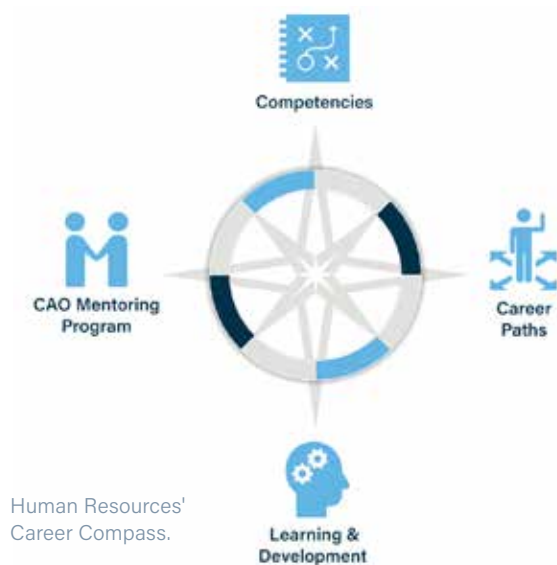 Competencies
CAO Mentoring
Program
Career
Paths
Human Resources'
Career Compass.
Learning &
Development